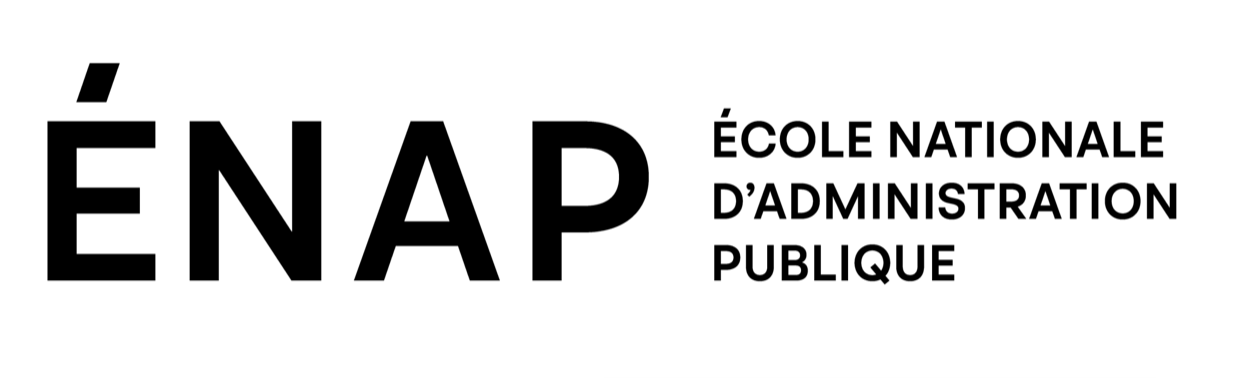 ÉNAP
ÉCOLE NATIONALE
D’ADMINISTRATION
PUBLIQUE